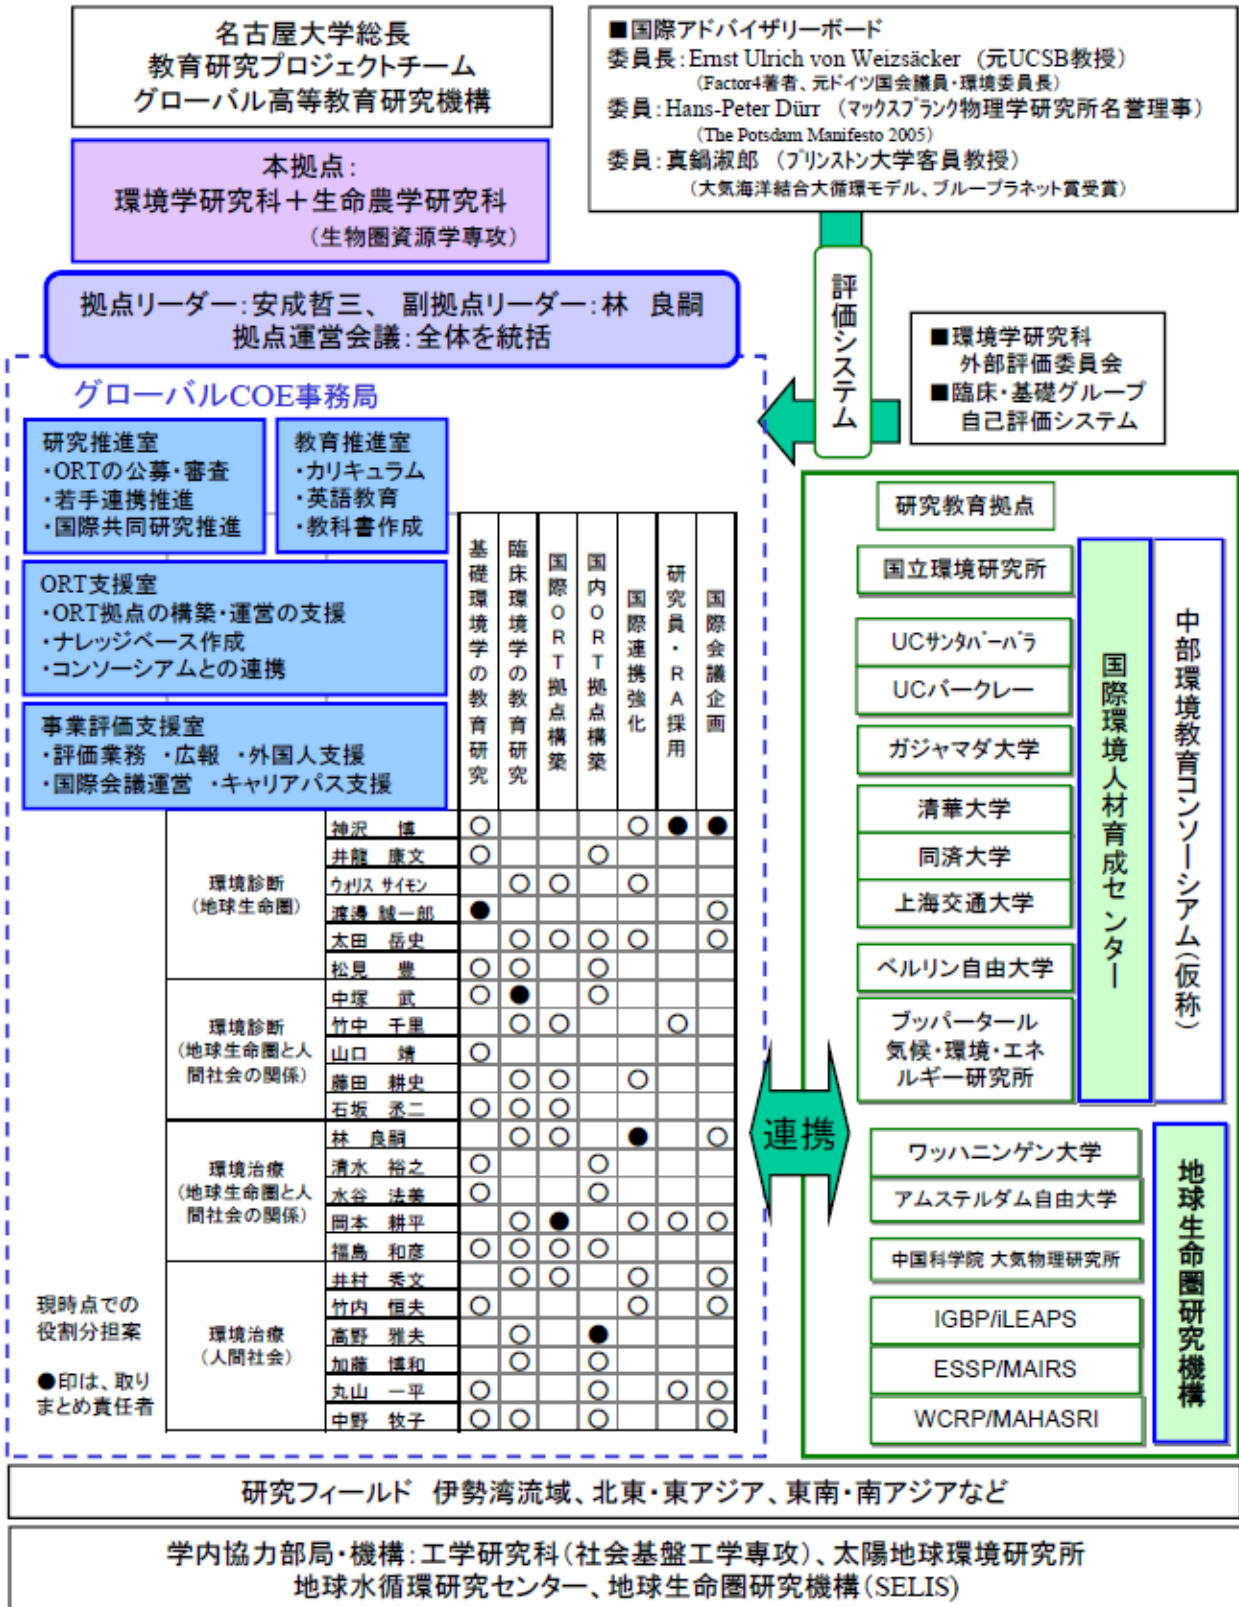 名古屋大学総長
教育研究プロジェクトチーム
グローバル高等教育研究機構
■国際アドバイザリーボード
委員長：Ernst Ulrich von Weizsäcker （元UCSB教授）
（Factor4著者、元ドイツ国会議員・環境委員長）
委員：Hans-Peter Dürr （マックスプランク物理学研究所名誉理事）
（The Potsdam Manifesto 2005）
委員：真鍋淑郎 （プリンストン大学客員教授）
（大気海洋結合大循環モデル、ブループラネット賞受賞）
本拠点：
環境学研究科＋生命農学研究科
（生物圏資源学専攻）
拠点リーダー：安成哲三、 副拠点リーダー：林 良嗣
拠点運営会議：全体を統括
評価システム
■環境学研究科
外部評価委員会
■臨床・基礎グループ
自己評価システム
グローバルCOE事務局
研究推進室
・ORTの公募・審査
・若手連携推進
・国際共同研究推進
教育推進室
・カリキュラム
・英語教育
・教科書作成
ORT支援室
・ORT拠点の構築・運営の支援
・ナレッジベース作成
・コンソーシアムとの連携
事業評価支援室
・評価業務 ・広報 ・外国人支援
・国際会議運営 ・キャリアパス支援
基礎環境学の教育研究
臨床環境学の教育研究
国際ORT拠点構築
国内ORT拠点構築
国際連携強化
研究員・RA採用
国際会議企画
環境診断
（地球生命圏）
神沢 博 ○ ○ ● ●
井龍 康文 ○ ○
ウォリス サイモン ○ ○ ○
渡邊 誠一郎 ● ○
太田 岳史 ○ ○ ○ ○ ○
松見 豊 ○ ○ ○
環境診断
（地球生命圏と人
間社会の関係）
中塚 武 ○ ● ○
竹中 千里 ○ ○ ○
山口 靖 ○
藤田 耕史 ○ ○ ○
石坂 丞二 ○ ○ ○
環境治療
（地球生命圏と人
間社会の関係）
林 良嗣 ○ ○ ● ○
清水 裕之 ○ ○
水谷 法美 ○ ○
岡本 耕平 ○ ● ○ ○ ○
福島 和彦 ○ ○ ○ ○
環境治療
（人間社会）
井村 秀文 ○ ○ ○ ○
竹内 恒夫 ○ ○ ○
高野 雅夫 ○ ●
加藤 博和 ○ ○
丸山 一平 ○ ○ ○ ○
中野 牧子 ○ ○ ○ ○
現時点での
役割分担案
●印は、取り
まとめ責任者
連携
研究教育拠点
国立環境研究所
UCサンタバーバラ
UCバークレー
ガジャマダ大学
清華大学
同済大学
上海交通大学
ベルリン自由大学
ブッパータール
気候・環境・エネ
ルギー研究所
国際環境人材育成センター
中部環境教育コンソーシアム（仮称）
ワッハニンゲン大学
アムステルダム自由大学
中国科学院 大気物理研究所
IGBP/iLEAPS
ESSP/MAIRS
WCRP/MAHASRI
地球生命圏研究機構
研究フィールド 伊勢湾流域、北東・東アジア、東南・南アジアなど
学内協力部局・機構：工学研究科（社会基盤工学専攻）、太陽地球環境研究所
地球水循環研究センター、地球生命圏研究機構（SELIS）